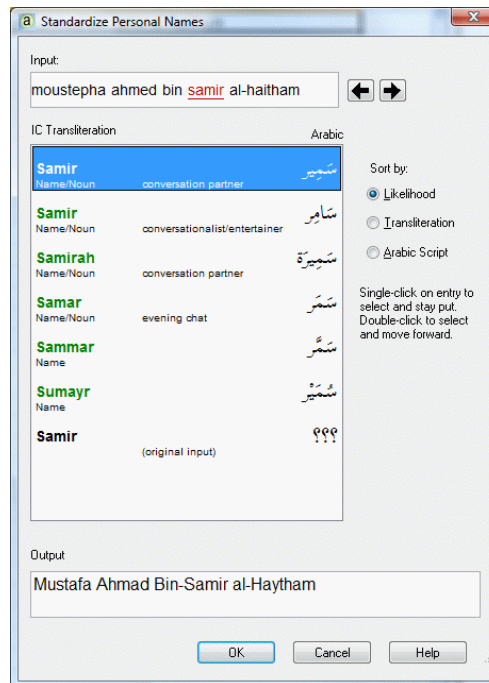 a Standardize Personal Names
Input:
moustepha ahmed bin samir al-haitham
IC Transliteration Arabic
Samir سَمِير
Name/Noun conversation partner
Samir سَامِر
Name/Noun conversationalist/entertainer
Samirah سَمِيرَة
Name/Noun conversation partner
Samar سَمَر
Name/Noun evening chat
Sammar سَمَّر
Name
Sumayr سُمَيْر
Name
Samir ؟؟؟
(original input)
Sort by:
Likelihood
Transliteration
Arabic Script
Single-click on entry to
select and stay put.
Double-click to select
and move forward.
Output
Mustafa Ahmad Bin-Samir al-Haytham
OK Cancel Help